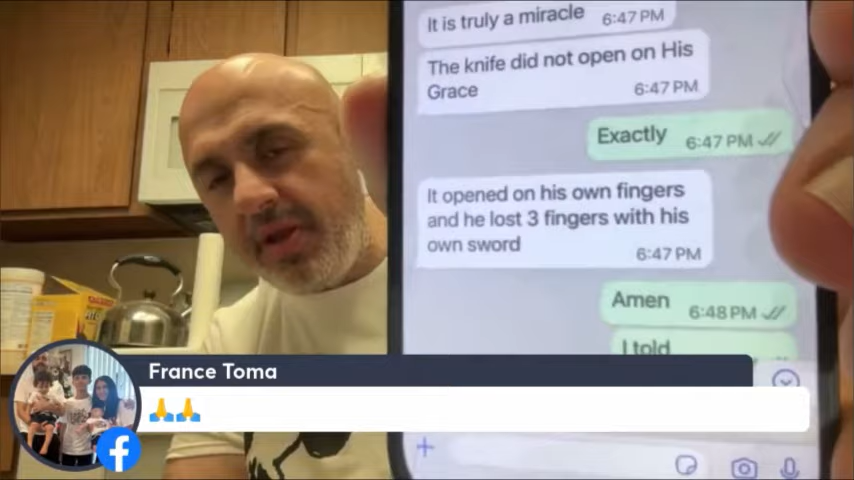 It is truly a miracle 6:47 PM
The knife did not open on His
Grace 6:47 PM
Exactly 6:47 PM
It opened on his own fingers
and he lost 3 fingers with his
own sword 6:47 PM
Amen 6:48 PM
I told
France Toma
🙏🙏